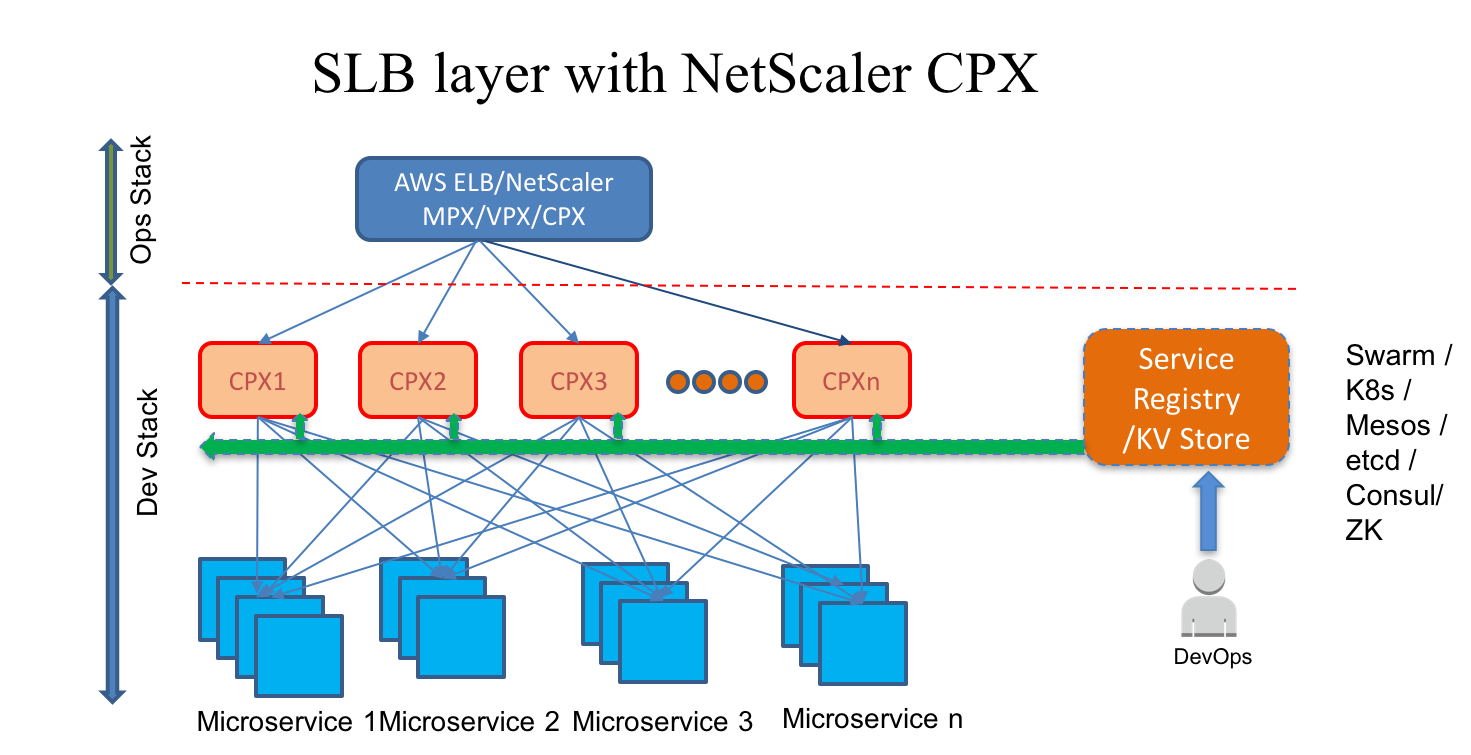 SLB layer with NetScaler CPX
Ops Stack
AWS ELB/NetScaler
MPX/VPX/CPX
Dev Stack
CPX1
CPX2
CPX3
CPXn
Service
Registry
/KV Store
Swarm /
K8s /
Mesos /
etcd /
Consul/
ZK
DevOps
Microservice 1
Microservice 2
Microservice 3
Microservice n